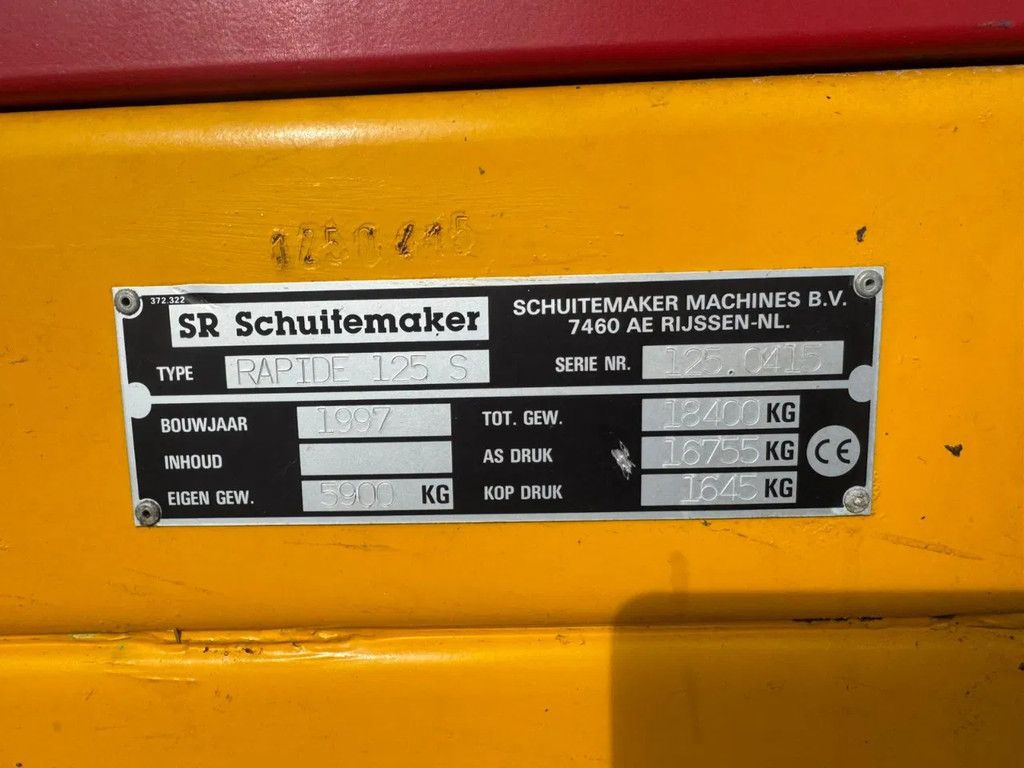 1250415
372.322
SR Schuitemaker
SCHUITEMAKER MACHINES B.V.
7460 AE RIJSSEN-NL.
TYPE RAPIDE 125 S
SERIE NR. 125.0415
BOUWJAAR 1997
TOT. GEW. 18400 KG
INHOUD
AS DRUK 16755 KG
EIGEN GEW. 5900 KG
KOP DRUK 1645 KG
CE